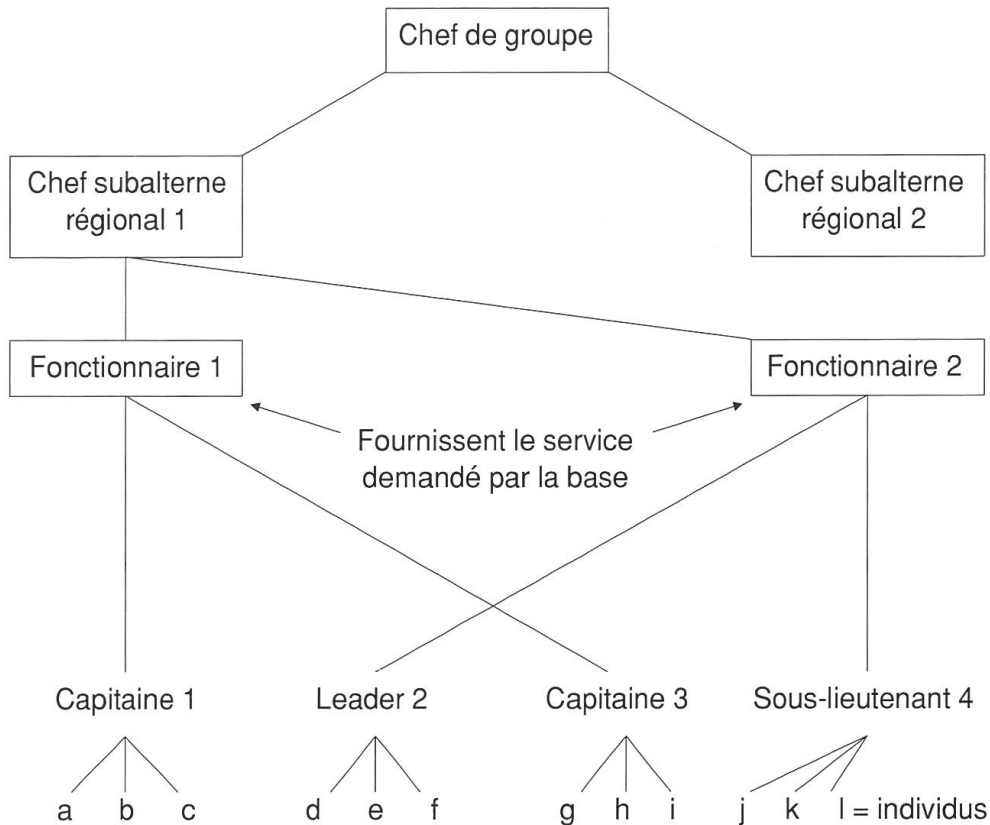 Chef de groupe
Chef subalterne
régional 1
Chef subalterne
régional 2
Fonctionnaire 1
Fonctionnaire 2
Fournissent le service
demandé par la base
Capitaine 1
Leader 2
Capitaine 3
Sous-lieutenant 4
a b c d e f g h i j k l = individus